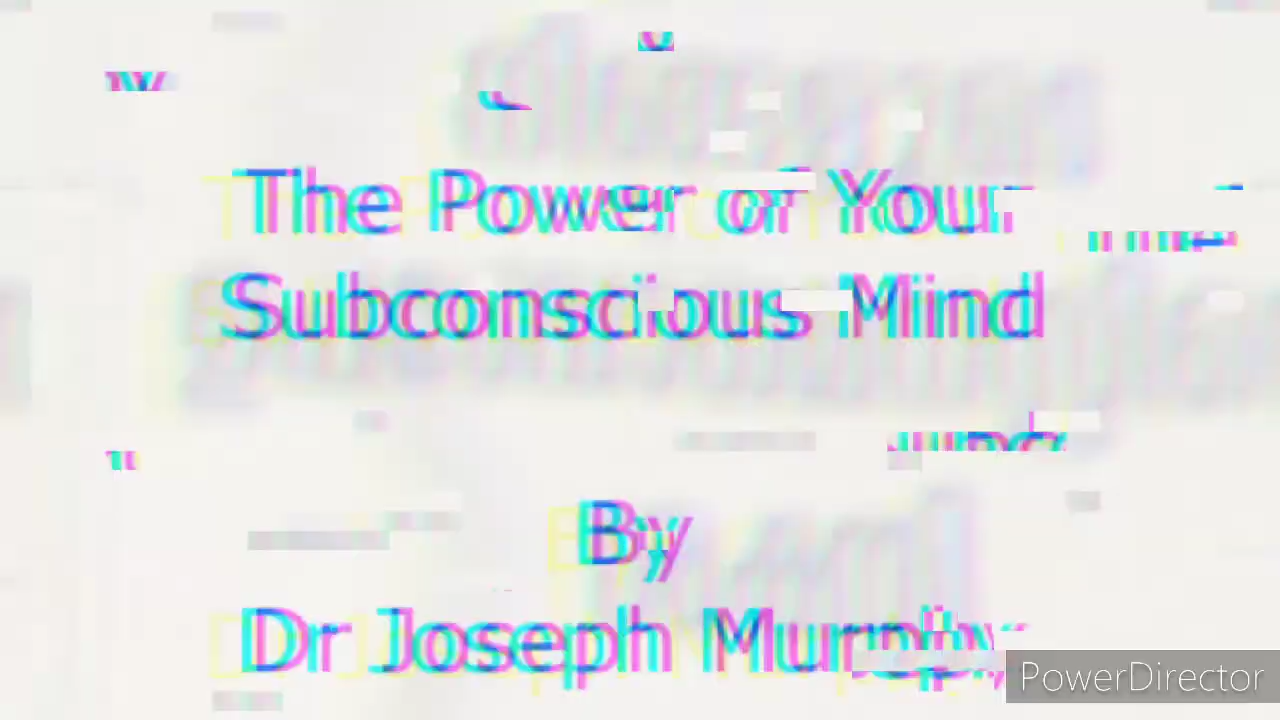 The Power of Your
Subconscious Mind
By
Dr Joseph Murphy
PowerDirector